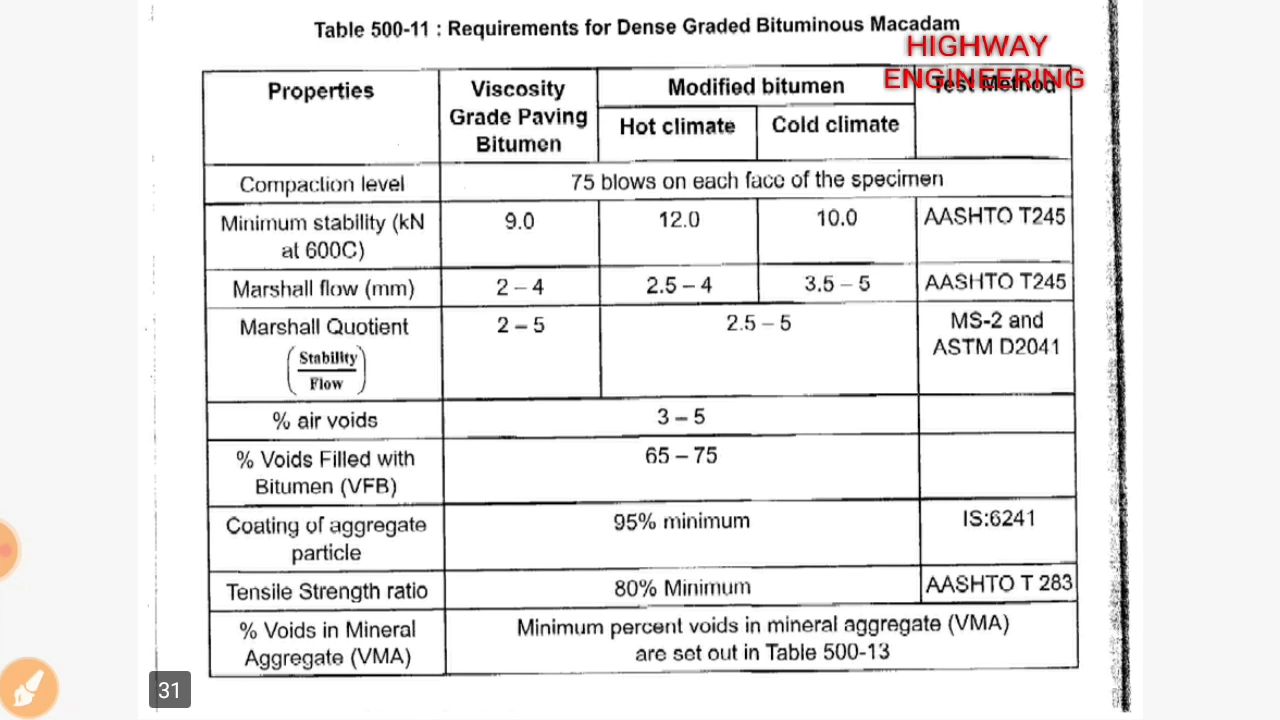 Table 500-11 : Requirements for Dense Graded Bituminous Macadam
HIGHWAY
ENGINEERING
Properties
Viscosity
Grade Paving
Bitumen
Modified bitumen
Hot climate
Cold climate
Test Method
Compaction level
75 blows on each face of the specimen
Minimum stability (kN
at 600C)
9.0
12.0
10.0
AASHTO T245
Marshall flow (mm)
2 – 4
2.5 – 4
3.5 – 5
AASHTO T245
Marshall Quotient
(Stability
Flow)
2 – 5
2.5 – 5
MS-2 and
ASTM D2041
% air voids
3 – 5
% Voids Filled with
Bitumen (VFB)
65 – 75
Coating of aggregate
particle
95% minimum
IS:6241
Tensile Strength ratio
80% Minimum
AASHTO T 283
% Voids in Mineral
Aggregate (VMA)
Minimum percent voids in mineral aggregate (VMA)
are set out in Table 500-13
31